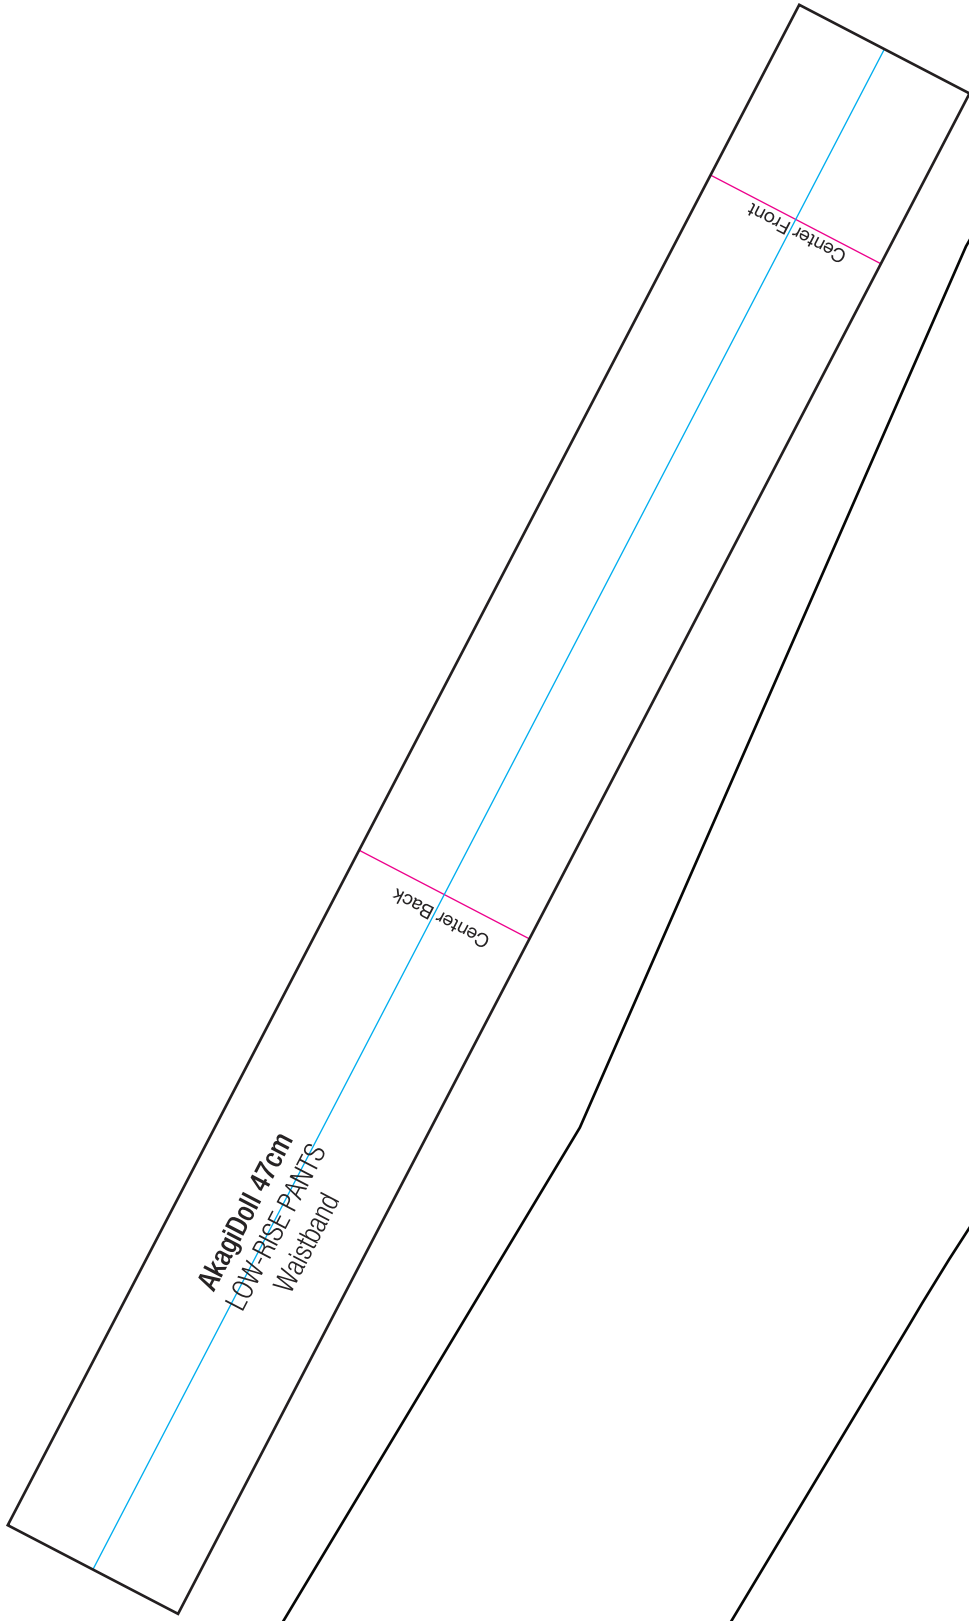 Center Front
Center Back
AkagiDoll 47cm
LOW-RISE PANTS
Waistband